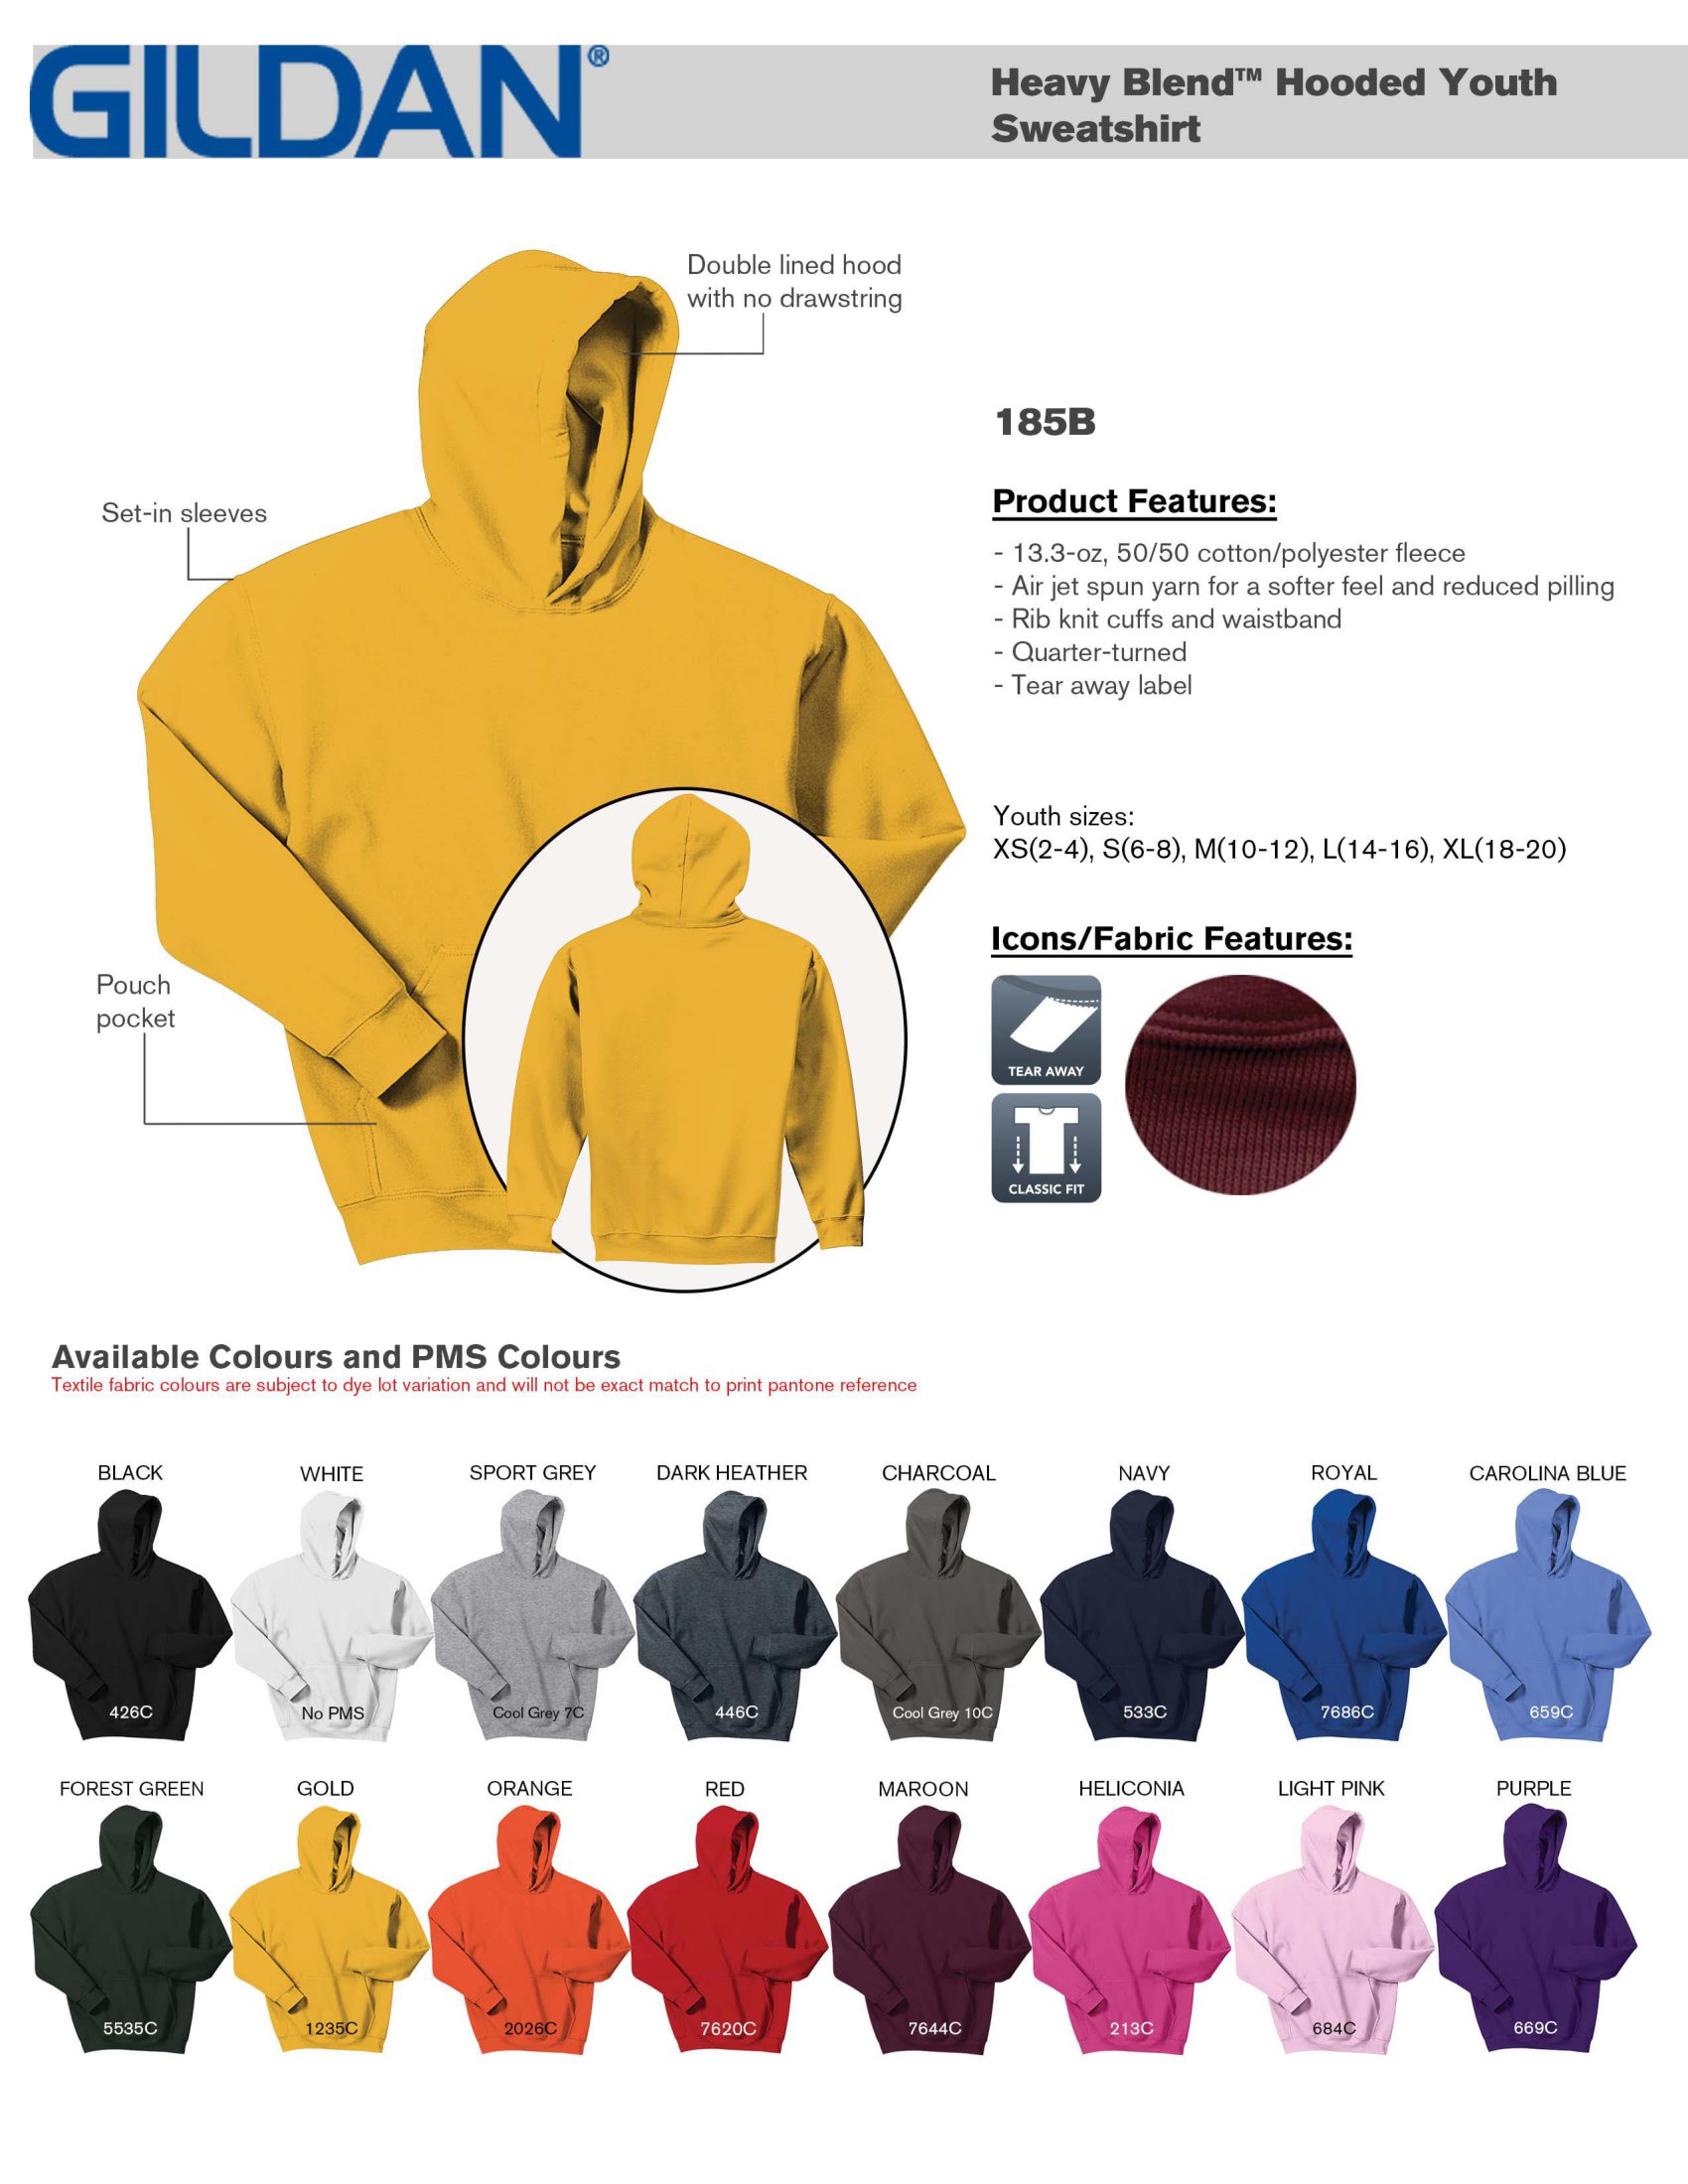 GILDAN®
Heavy Blend™ Hooded Youth
Sweatshirt
Double lined hood
with no drawstring
Set-in sleeves
Pouch
pocket
185B
Product Features:
- 13.3-oz, 50/50 cotton/polyester fleece
- Air jet spun yarn for a softer feel and reduced pilling
- Rib knit cuffs and waistband
- Quarter-turned
- Tear away label
Youth sizes:
XS(2-4), S(6-8), M(10-12), L(14-16), XL(18-20)
Icons/Fabric Features:
TEAR AWAY
CLASSIC FIT
Available Colours and PMS Colours
Textile fabric colours are subject to dye lot variation and will not be exact match to print pantone reference
BLACK WHITE SPORT GREY DARK HEATHER CHARCOAL NAVY ROYAL CAROLINA BLUE
426C No PMS Cool Grey 7C 446C Cool Grey 10C 533C 7686C 659C
FOREST GREEN GOLD ORANGE RED MAROON HELICONIA LIGHT PINK PURPLE
5535C 1235C 2026C 7620C 7644C 213C 684C 669C